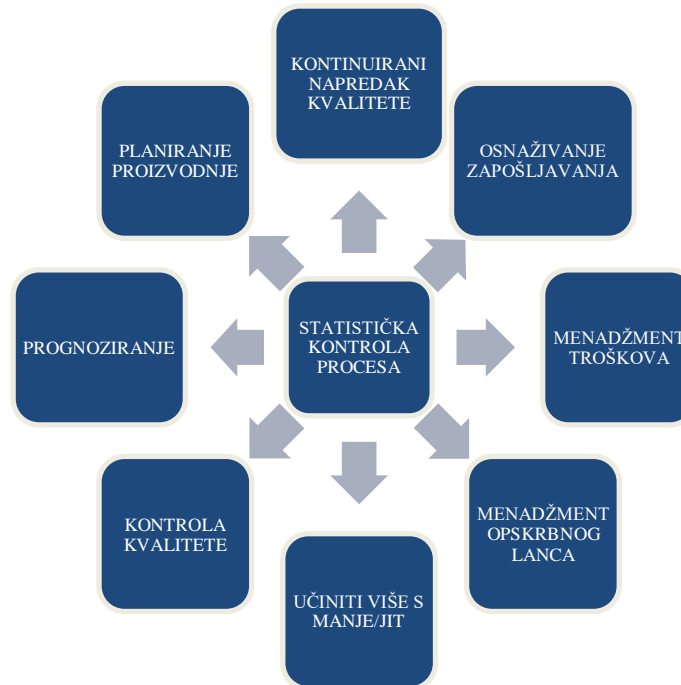 KONTINUIRANI
NAPREDAK
KVALITETE
PLANIRANJE
PROIZVODNJE
OSNAŽIVANJE
ZAPOŠLJAVANJA
PROGNOZIRANJE
STATISTIČKA
KONTROLA
PROCESA
MENADŽMENT
TROŠKOVA
KONTROLA
KVALITETE
MENADŽMENT
OPSKRBNOG
LANCA
UČINITI VIŠE S
MANJE/JIT